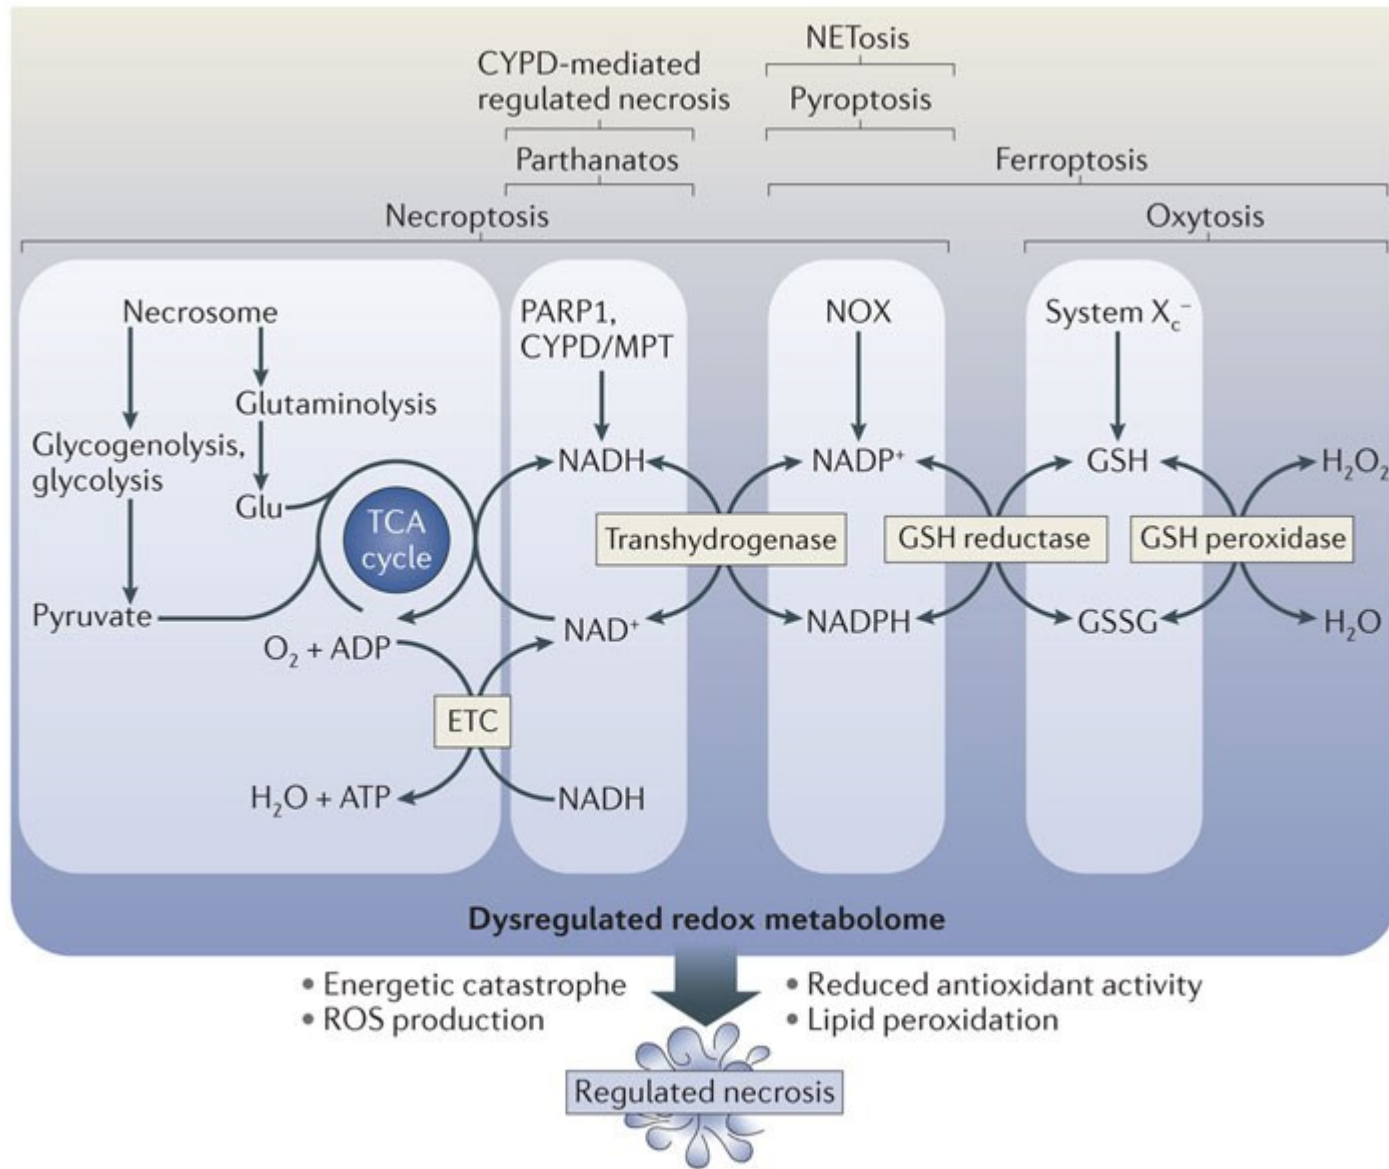 NETosis
CYPD-mediated
regulated necrosis
Pyroptosis
Parthanatos
Ferroptosis
Necroptosis
Oxytosis
Necrosome
PARP1,
CYPD/MPT
NOX
System X꜀⁻
Glutaminolysis
Glycogenolysis,
glycolysis
Glu
TCA
cycle
NADH
NADP⁺
GSH
H₂O₂
Transhydrogenase
GSH reductase
GSH peroxidase
Pyruvate
O₂ + ADP
NAD⁺
NADPH
GSSG
H₂O
ETC
H₂O + ATP
NADH
Dysregulated redox metabolome
• Energetic catastrophe
• ROS production
• Reduced antioxidant activity
• Lipid peroxidation
Regulated necrosis